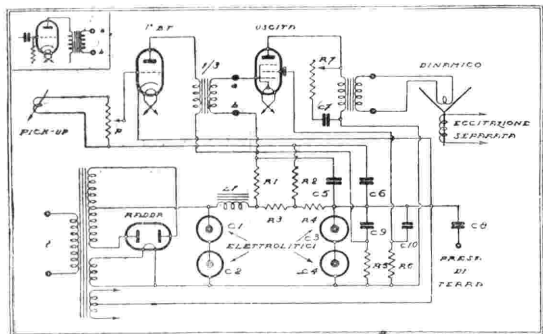 1ª BF
USCITA
1/3
a
b
a
b
R7
C7
DINAMICO
ECCITAZIONE
SEPARATA
PICK-UP
R
R1
R2
C5
C6
L1
R3
R4
C1
C2
ELETTROLITICI
C3
C4
C9
C10
C8
R5
R6
PRESA
DI
TERRA